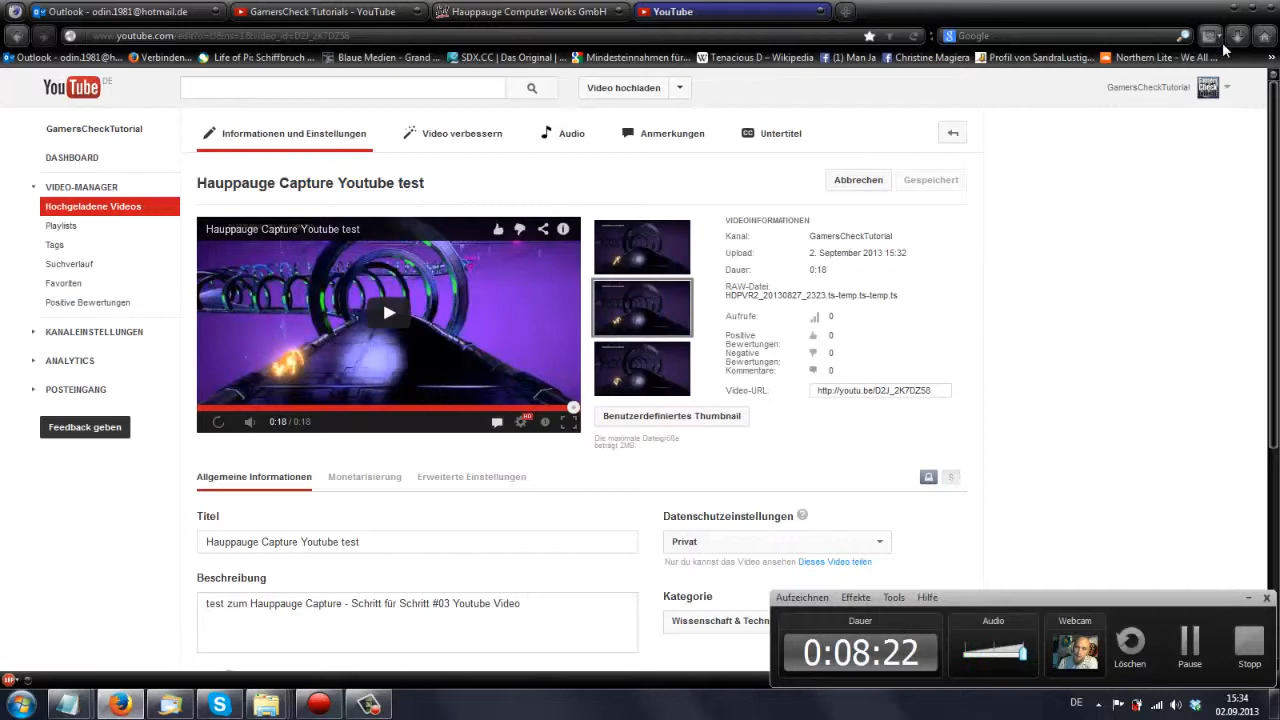 Outlook - odin.1981@hotmail.de
GamersCheck Tutorials - YouTube
Hauppauge Computer Works GmbH
YouTube
Google
Outlook - odin.1981@h...
Verbinden...
Life of Pi: Schiffbruch ...
Blaue Medien - Grand ...
SDX.CC | Das Original | ...
Mindesteinnahmen für...
Tenacious D – Wikipedia
(1) Man Ja
Christine Magiera
Profil von SandraLustig...
Northern Lite - We All ...
YouTube DE
Video hochladen
GamersCheckTutorial
GamersCheckTutorial
DASHBOARD
VIDEO-MANAGER
Hochgeladene Videos
Playlists
Tags
Suchverlauf
Favoriten
Positive Bewertungen
KANALEINSTELLUNGEN
ANALYTICS
POSTEINGANG
Feedback geben
Informationen und Einstellungen
Video verbessern
Audio
Anmerkungen
CC Untertitel
Hauppauge Capture Youtube test
Abbrechen
Gespeichert
Hauppauge Capture Youtube test
0:18 / 0:18
HD
Benutzerdefiniertes Thumbnail
Die maximale Dateigröße
beträgt 2MB.
VIDEOINFORMATIONEN
Kanal: GamersCheckTutorial
Upload: 2. September 2013 15:32
Dauer: 0:18
RAW-Datei:
HDPVR2_20130827_2323.ts-temp.ts-temp.ts
Aufrufe: 0
Positive
Bewertungen: 0
Negative
Bewertungen: 0
Kommentare: 0
Video-URL:
Allgemeine Informationen
Monetarisierung
Erweiterte Einstellungen
Titel
Hauppauge Capture Youtube test
Beschreibung
test zum Hauppauge Capture - Schritt für Schritt #03 Youtube Video
Datenschutzeinstellungen
Privat
Nur du kannst das Video ansehen Dieses Video teilen
Kategorie
Wissenschaft & Techn
Aufzeichnen Effekte Tools Hilfe
Dauer
0:08:22
Audio
Webcam
Löschen
Pause
Stopp
DE
15:34
02.09.2013